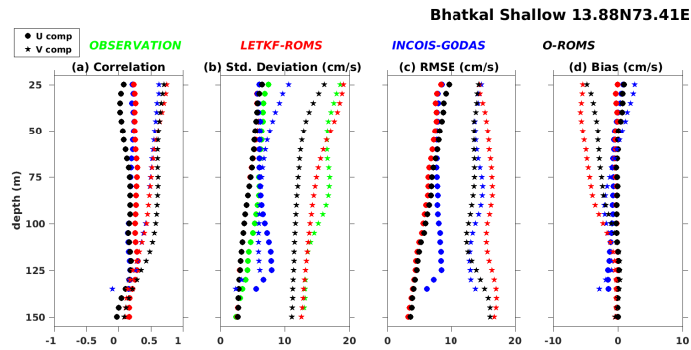 Bhatkal Shallow 13.88N73.41E
U comp
V comp
OBSERVATION LETKF-ROMS INCOIS-GODAS O-ROMS
(a) Correlation (b) Std. Deviation (cm/s) (c) RMSE (cm/s) (d) Bias (cm/s)
depth (m)
25
50
75
100
125
150
-1 -0.5 0 0.5 1
0 10 20
0 10 20
-10 0 10